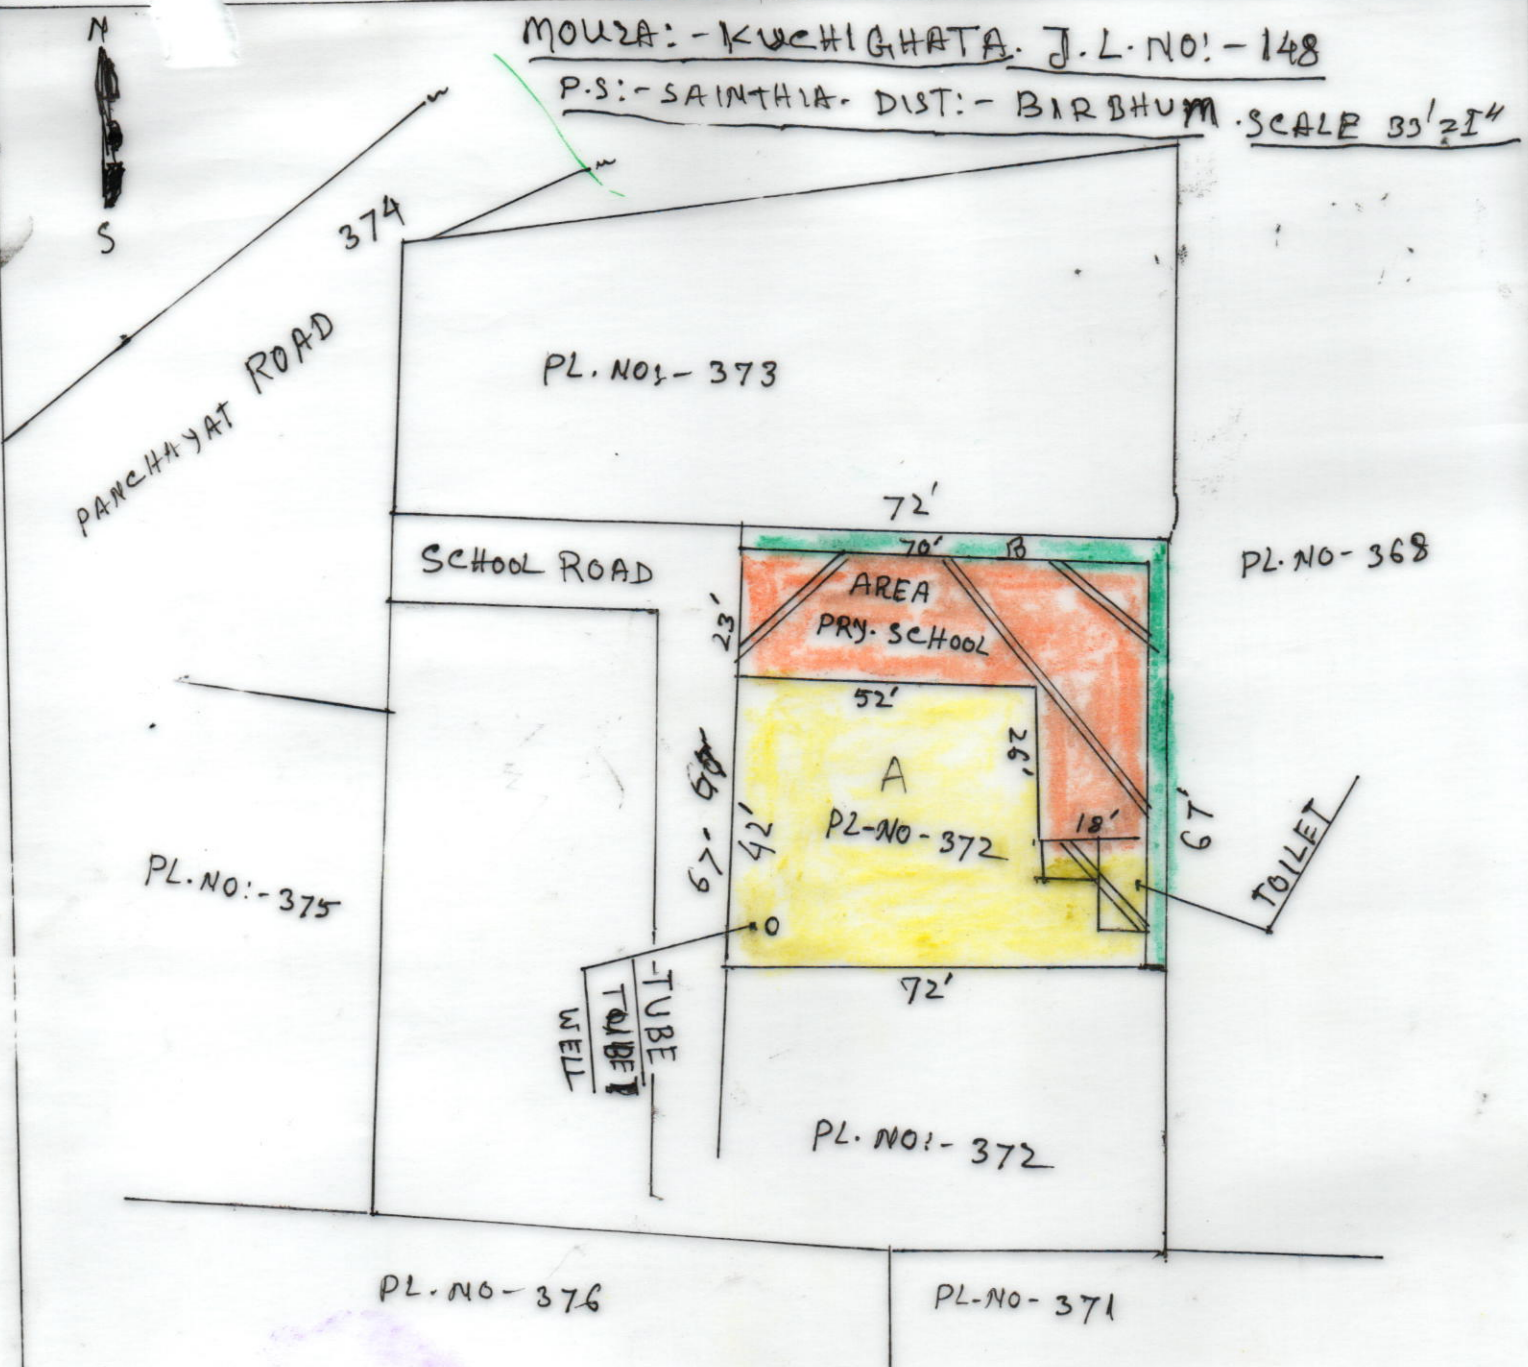 N
S
MOUZA:- KUCHIGHATA. J.L.NO:- 148
P.S:- SAINTHIA. DIST:- BIRBHUM. SCALE 33'=I"
374
PANCHAYAT ROAD
PL. NO:- 373
72'
SCHOOL ROAD
70' B
PL.NO- 368
AREA
PRY. SCHOOL
23'
52'
26'
A
PL-NO-372
18'
67'
42'
67'
TOILET
PL.NO:-375
O
72'
-TUBE
WELL
PL. NO:- 372
PL.NO- 376
PL-NO- 371